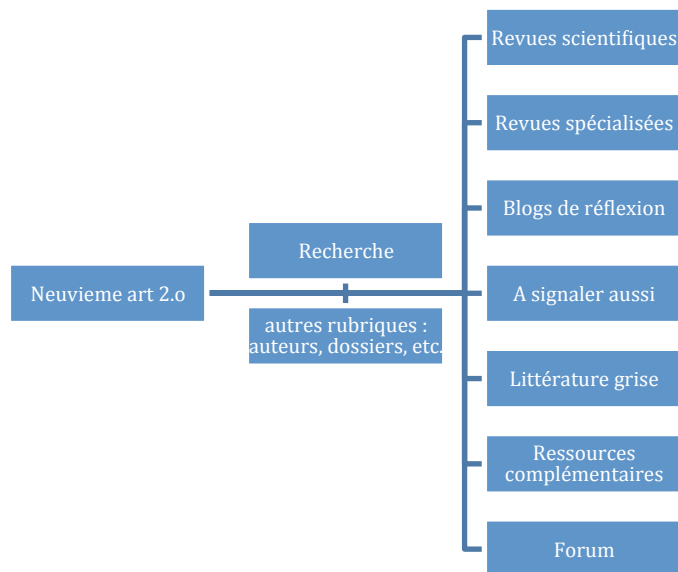 Neuvieme art 2.o
Recherche
autres rubriques :
auteurs, dossiers, etc.
Revues scientifiques
Revues spécialisées
Blogs de réflexion
A signaler aussi
Littérature grise
Ressources
complémentaires
Forum